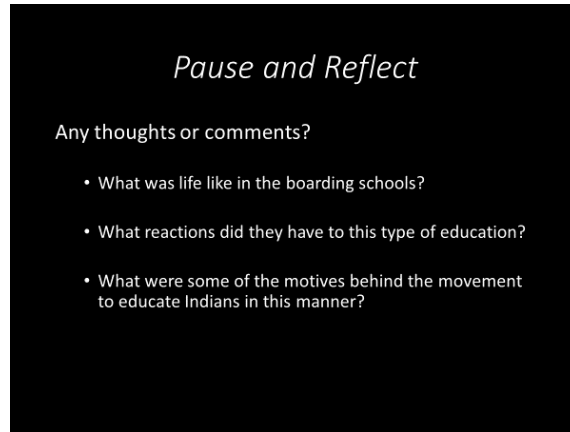 Pause and Reflect
Any thoughts or comments?
• What was life like in the boarding schools?
• What reactions did they have to this type of education?
• What were some of the motives behind the movement
to educate Indians in this manner?